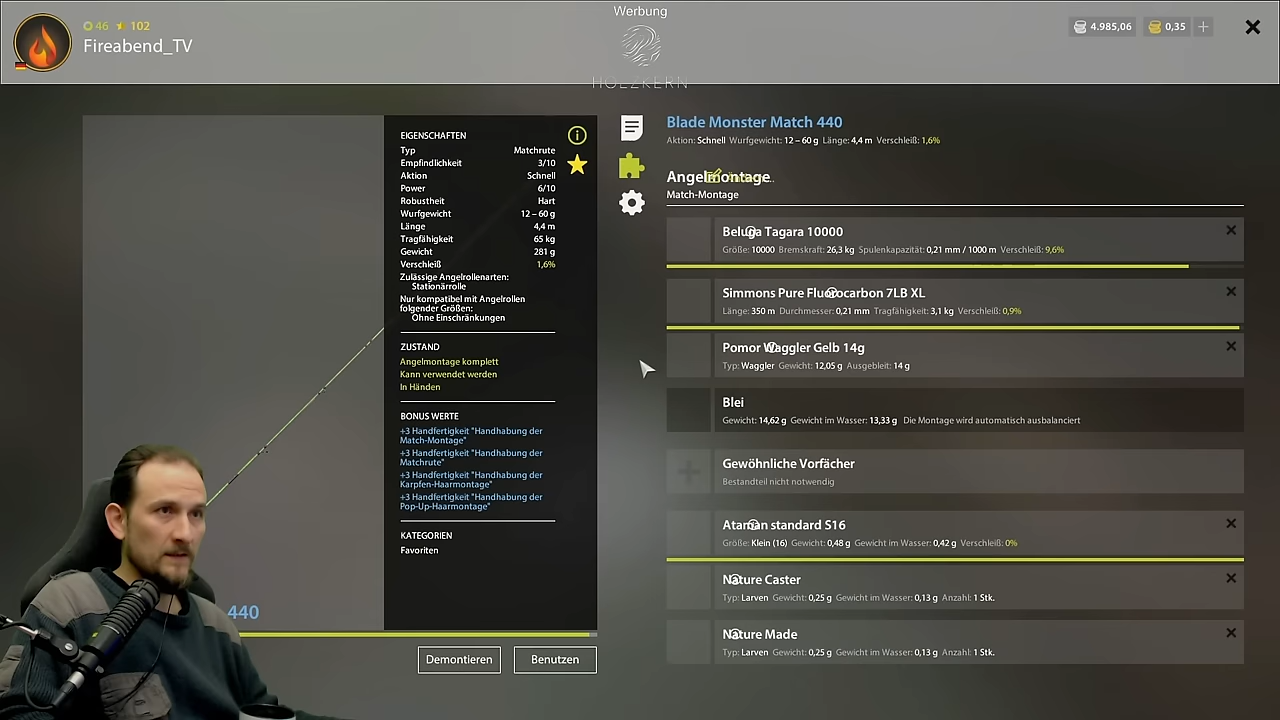 46 102
Fireabend_TV
Werbung
HOLZKERN
4.985,06 0,35
EIGENSCHAFTEN
Typ Matchrute
Empfindlichkeit 3/10
Aktion Schnell
Power 6/10
Robustheit Hart
Wurfgewicht 12 – 60 g
Länge 4,4 m
Tragfähigkeit 65 kg
Gewicht 281 g
Verschleiß 1,6%
Zulässige Angelrollenarten:
Stationärrolle
Nur kompatibel mit Angelrollen
folgender Größen:
Ohne Einschränkungen
ZUSTAND
Angelmontage komplett
Kann verwendet werden
In Händen
BONUS WERTE
+3 Handfertigkeit "Handhabung der
Match-Montage"
+3 Handfertigkeit "Handhabung der
Matchrute"
+3 Handfertigkeit "Handhabung der
Karpfen-Haarmontage"
+3 Handfertigkeit "Handhabung der
Pop-Up-Haarmontage"
KATEGORIEN
Favoriten
440
Demontieren Benutzen
Blade Monster Match 440
Aktion: Schnell Wurfgewicht: 12 – 60 g Länge: 4,4 m Verschleiß: 1,6%
Angelmontage
Match-Montage
Beluga Tagara 10000
Größe: 10000 Bremskraft: 26,3 kg Spulenkapazität: 0,21 mm / 1000 m Verschleiß: 9,6%
Simmons Pure Fluorocarbon 7LB XL
Länge: 350 m Durchmesser: 0,21 mm Tragfähigkeit: 3,1 kg Verschleiß: 0,9%
Pomor Waggler Gelb 14g
Typ: Waggler Gewicht: 12,05 g Ausgebleit: 14 g
Blei
Gewicht: 14,62 g Gewicht im Wasser: 13,33 g Die Montage wird automatisch ausbalanciert
Gewöhnliche Vorfächer
Bestandteil nicht notwendig
Ataman standard S16
Größe: Klein (16) Gewicht: 0,48 g Gewicht im Wasser: 0,42 g Verschleiß: 0%
Nature Caster
Typ: Larven Gewicht: 0,25 g Gewicht im Wasser: 0,13 g Anzahl: 1 Stk.
Nature Made
Typ: Larven Gewicht: 0,25 g Gewicht im Wasser: 0,13 g Anzahl: 1 Stk.